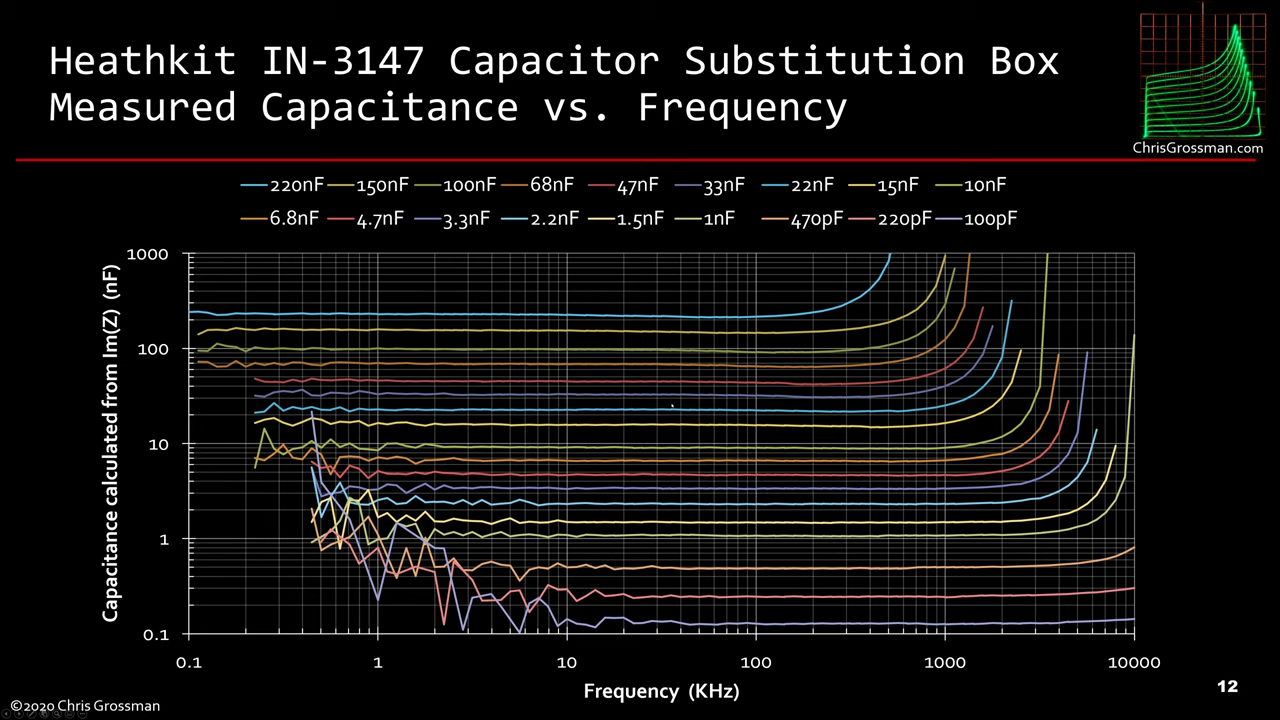 Heathkit IN-3147 Capacitor Substitution Box
Measured Capacitance vs. Frequency
ChrisGrossman.com
220nF 150nF 100nF 68nF 47nF 33nF 22nF 15nF 10nF
6.8nF 4.7nF 3.3nF 2.2nF 1.5nF 1nF 470pF 220pF 100pF
Capacitance calculated from Im(Z) (nF)
1000
100
10
1
0.1
0.1 1 10 100 1000 10000
Frequency (KHz)
12
©2020 Chris Grossman